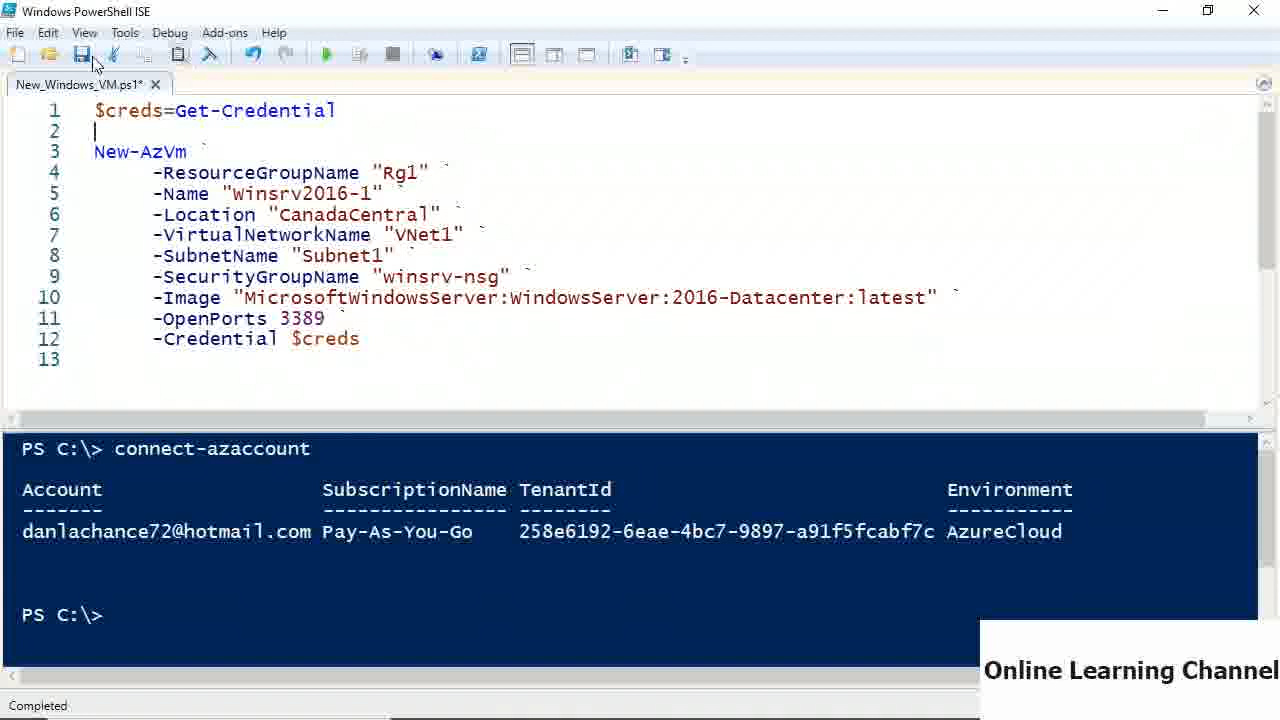 Windows PowerShell ISE
File Edit View Tools Debug Add-ons Help
New_Windows_VM.ps1*
1 $creds=Get-Credential
2
3 New-AzVm `
4 -ResourceGroupName "Rg1" `
5 -Name "Winsrv2016-1" `
6 -Location "CanadaCentral" `
7 -VirtualNetworkName "VNet1" `
8 -SubnetName "Subnet1" `
9 -SecurityGroupName "winsrv-nsg" `
10 -Image "MicrosoftWindowsServer:WindowsServer:2016-Datacenter:latest" `
11 -OpenPorts 3389 `
12 -Credential $creds
13
PS C:\> connect-azaccount
Account SubscriptionName TenantId Environment
------- ---------------- -------- -----------
danlachance72@hotmail.com Pay-As-You-Go 258e6192-6eae-4bc7-9897-a91f5fcabf7c AzureCloud
PS C:\>
Online Learning Channel
Completed